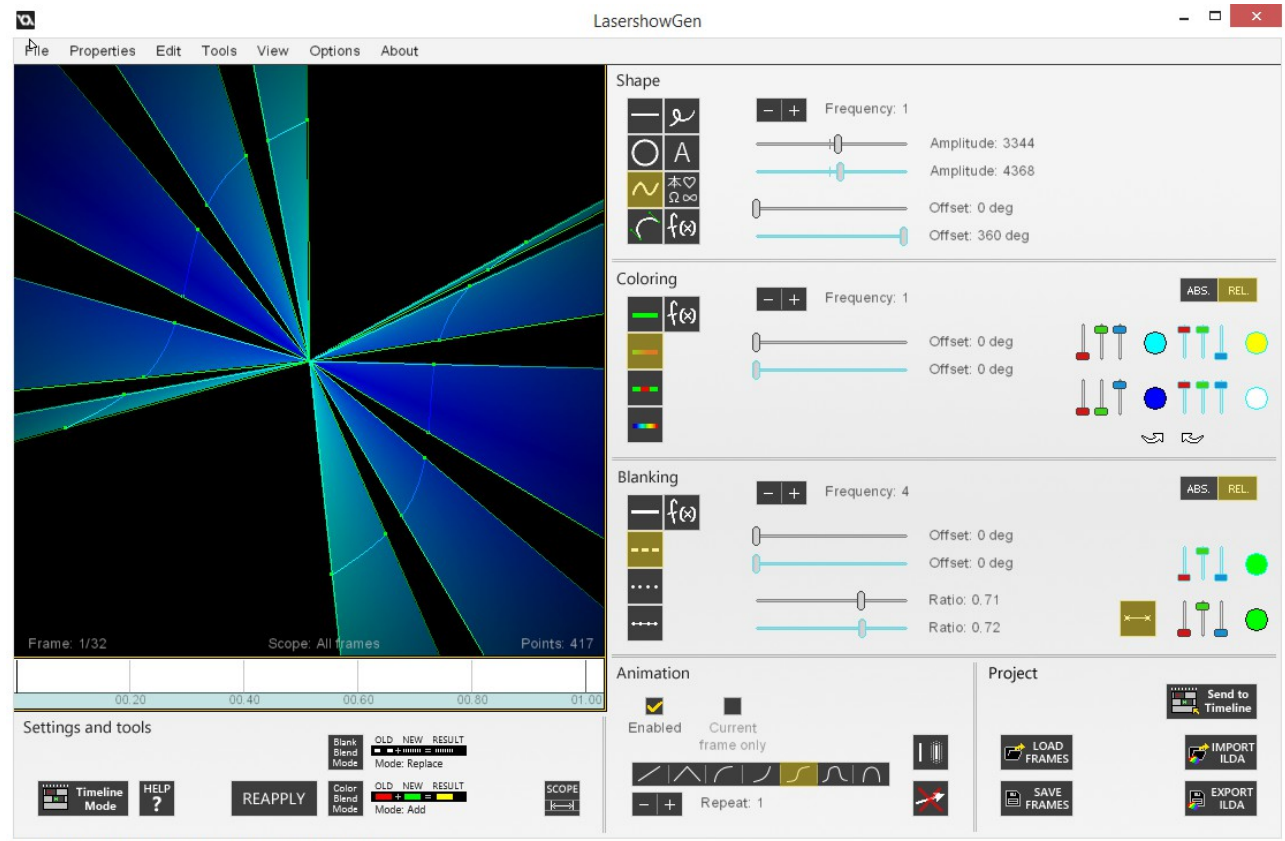 LasershowGen
File Properties Edit Tools View Options About
Frame: 1/32 Scope: All frames Points: 417
00.20 00.40 00.60 00.80 01.00
Settings and tools
Blank Blend Mode
OLD NEW RESULT
Mode: Replace
Timeline Mode
HELP ?
REAPPLY
Color Blend Mode
OLD NEW RESULT
Mode: Add
SCOPE
Shape
A
本♡
Ω∞
f(x)
- + Frequency: 1
Amplitude: 3344
Amplitude: 4368
Offset: 0 deg
Offset: 360 deg
Coloring
f(x)
- + Frequency: 1
ABS. REL.
Offset: 0 deg
Offset: 0 deg
Blanking
f(x)
- + Frequency: 4
ABS. REL.
Offset: 0 deg
Offset: 0 deg
Ratio: 0.71
Ratio: 0.72
Animation
Enabled
Current
frame only
- + Repeat: 1
Project
Send to
Timeline
LOAD
FRAMES
IMPORT
ILDA
SAVE
FRAMES
EXPORT
ILDA